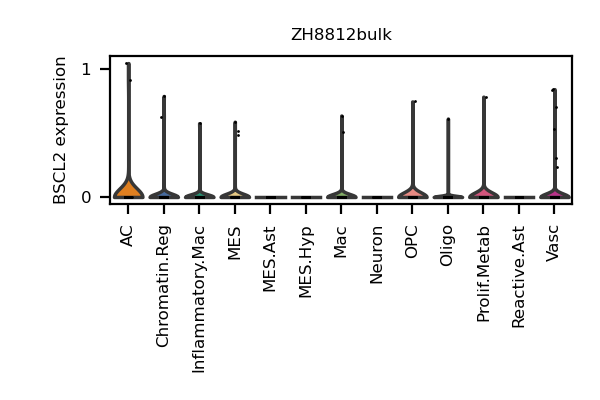 ZH8812bulk
BSCL2 expression
1
0
AC
Chromatin.Reg
Inflammatory.Mac
MES
MES.Ast
MES.Hyp
Mac
Neuron
OPC
Oligo
Prolif.Metab
Reactive.Ast
Vasc